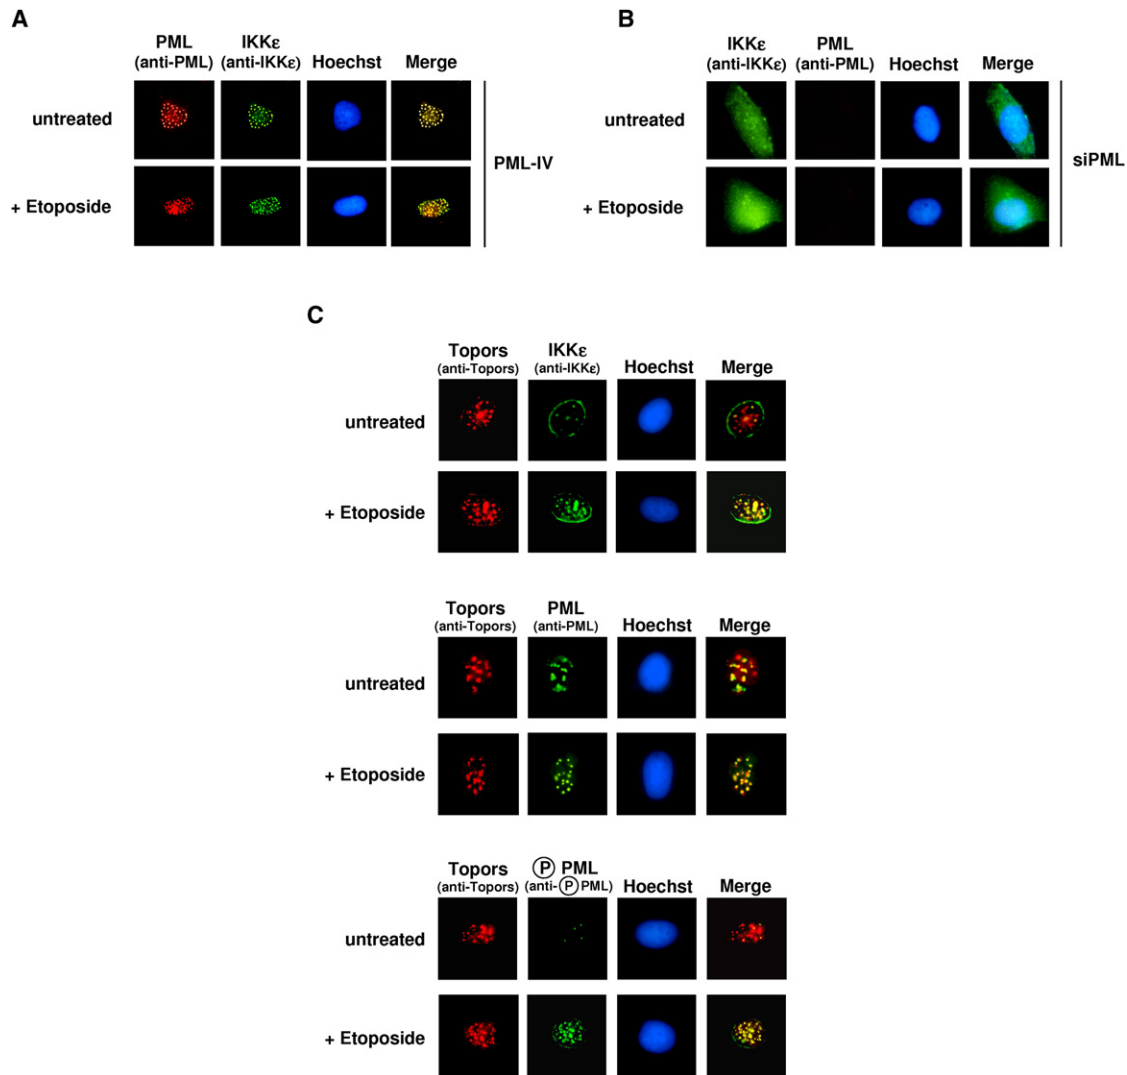 A
PML IKKε Hoechst Merge
(anti-PML) (anti-IKKε)
untreated
+ Etoposide
PML-IV
B
IKKε PML Hoechst Merge
(anti-IKKε) (anti-PML)
untreated
+ Etoposide
siPML
C
Topors IKKε Hoechst Merge
(anti-Topors) (anti-IKKε)
untreated
+ Etoposide
Topors PML Hoechst Merge
(anti-Topors) (anti-PML)
untreated
+ Etoposide
Topors Ⓟ PML Hoechst Merge
(anti-Topors) (anti-ⓅPML)
untreated
+ Etoposide